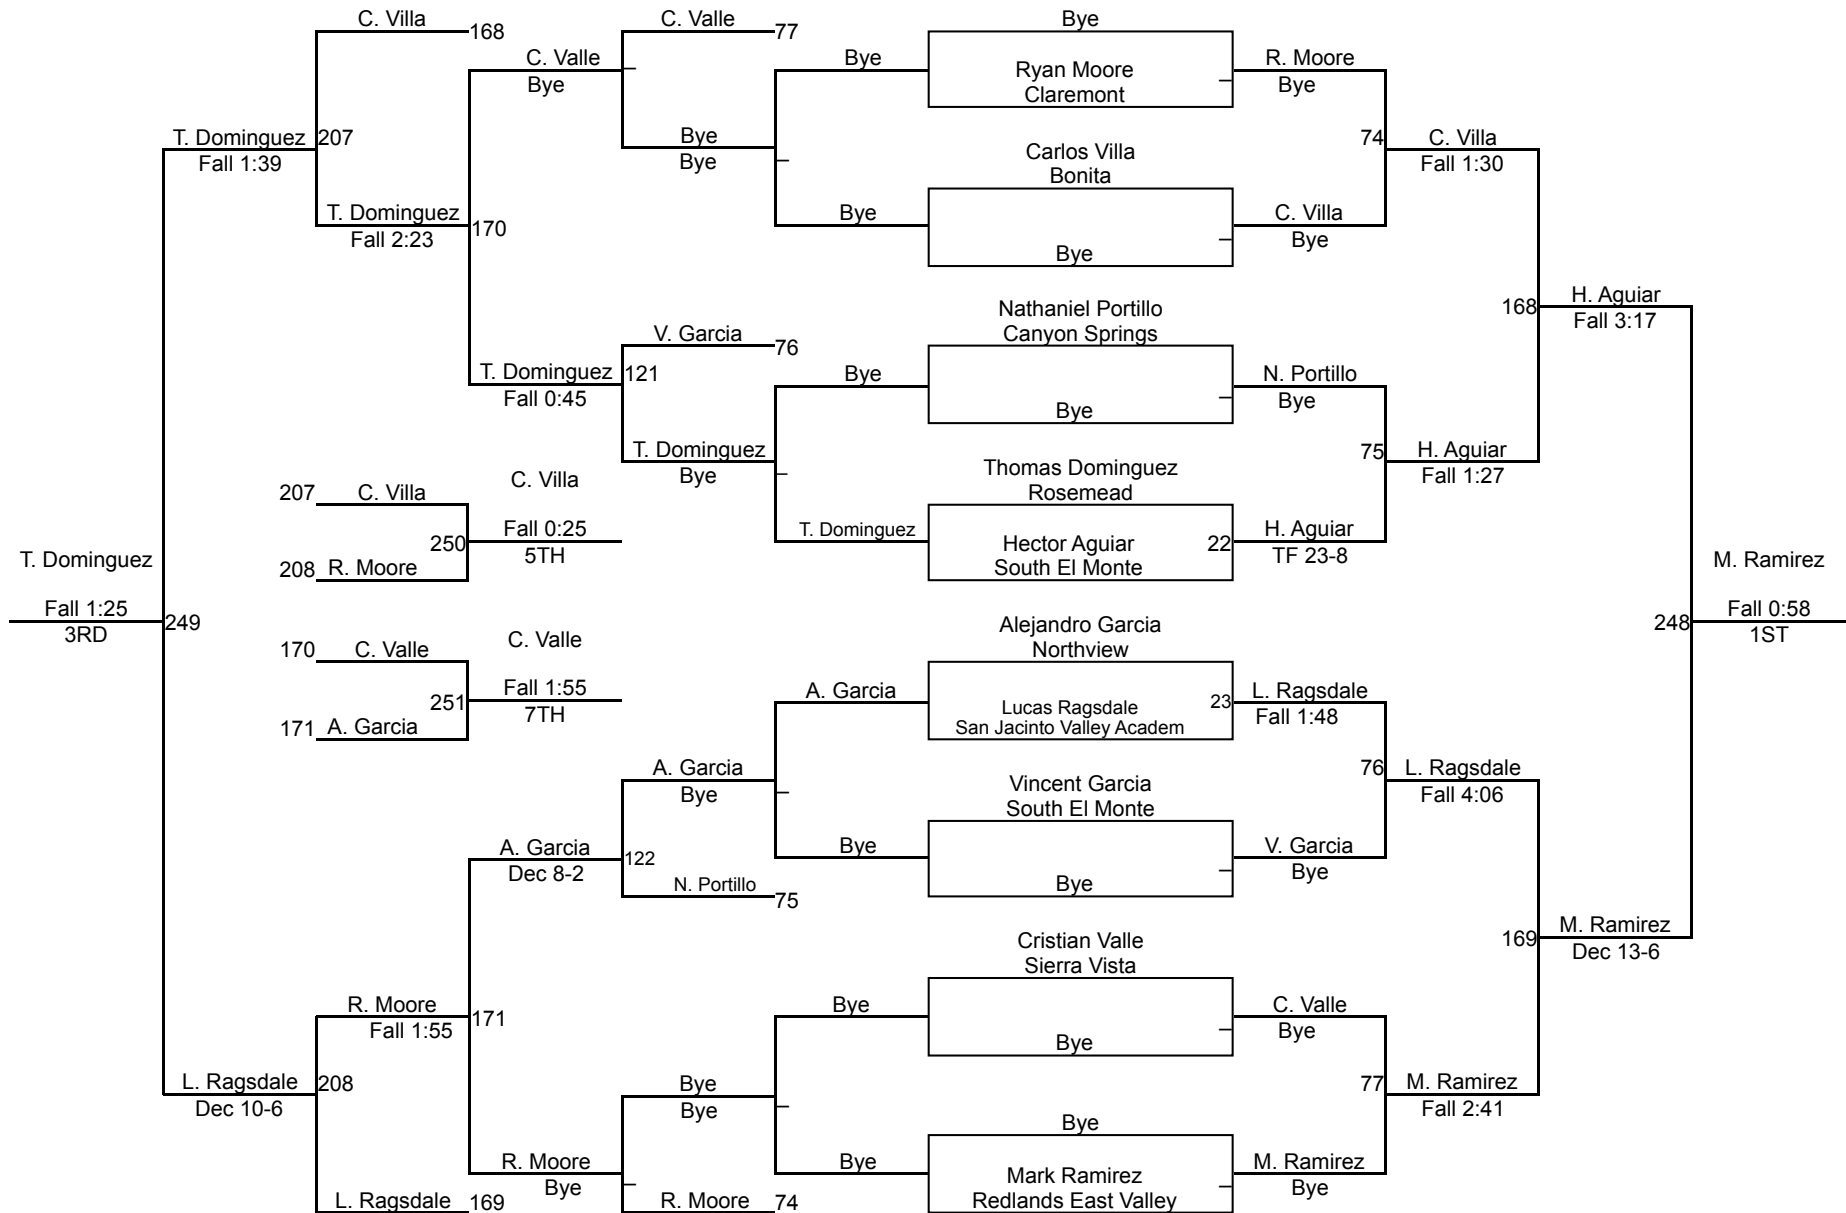 C. Villa
168
C. Valle
77
Bye
C. Valle
Bye
Bye
Ryan Moore
Claremont
R. Moore
Bye
T. Dominguez
207
Fall 1:39
Bye
Bye
Carlos Villa
Bonita
74
C. Villa
Fall 1:30
T. Dominguez
170
Fall 2:23
Bye
Bye
C. Villa
Bye
Nathaniel Portillo
Canyon Springs
168
H. Aguiar
Fall 3:17
V. Garcia
76
T. Dominguez
121
Fall 0:45
Bye
Bye
N. Portillo
Bye
T. Dominguez
Bye
Thomas Dominguez
Rosemead
75
H. Aguiar
Fall 1:27
207
C. Villa
C. Villa
250
Fall 0:25
5TH
208
R. Moore
T. Dominguez
Hector Aguiar
South El Monte
22
H. Aguiar
TF 23-8
T. Dominguez
Fall 1:25
3RD
249
M. Ramirez
248
Fall 0:58
1ST
170
C. Valle
C. Valle
251
Fall 1:55
7TH
171
A. Garcia
Alejandro Garcia
Northview
A. Garcia
Lucas Ragsdale
San Jacinto Valley Academ
23
L. Ragsdale
Fall 1:48
A. Garcia
Bye
Vincent Garcia
South El Monte
76
L. Ragsdale
Fall 4:06
A. Garcia
122
Dec 8-2
N. Portillo
75
Bye
Bye
V. Garcia
Bye
Cristian Valle
Sierra Vista
169
M. Ramirez
Dec 13-6
R. Moore
171
Fall 1:55
Bye
Bye
C. Valle
Bye
L. Ragsdale
208
Dec 10-6
Bye
Bye
77
M. Ramirez
Fall 2:41
Bye
R. Moore
Bye
Bye
Mark Ramirez
Redlands East Valley
M. Ramirez
Bye
L. Ragsdale
169
R. Moore
74